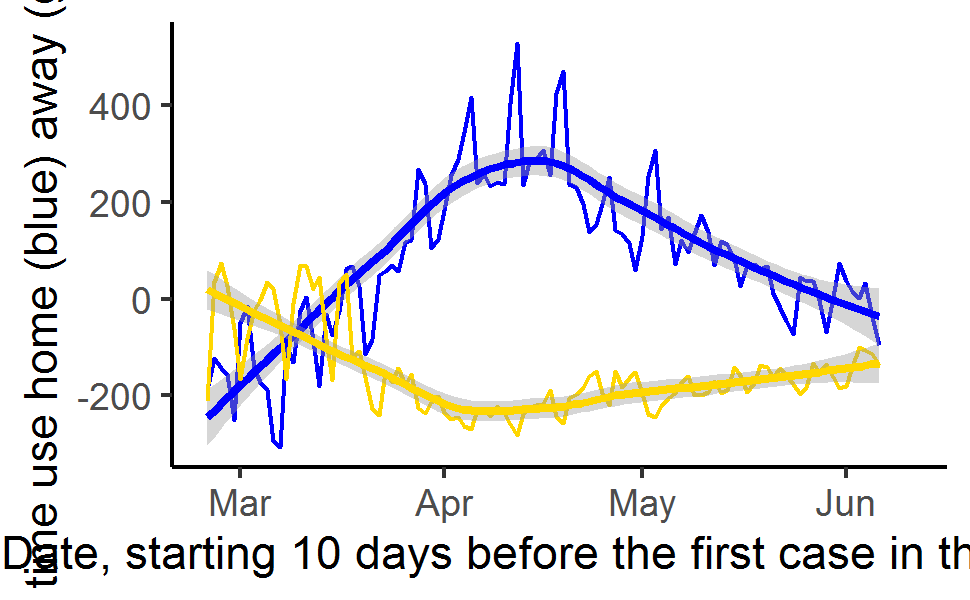 time use home (blue) away (
400
200
0
-200
Mar Apr May Jun
Date, starting 10 days before the first case in th